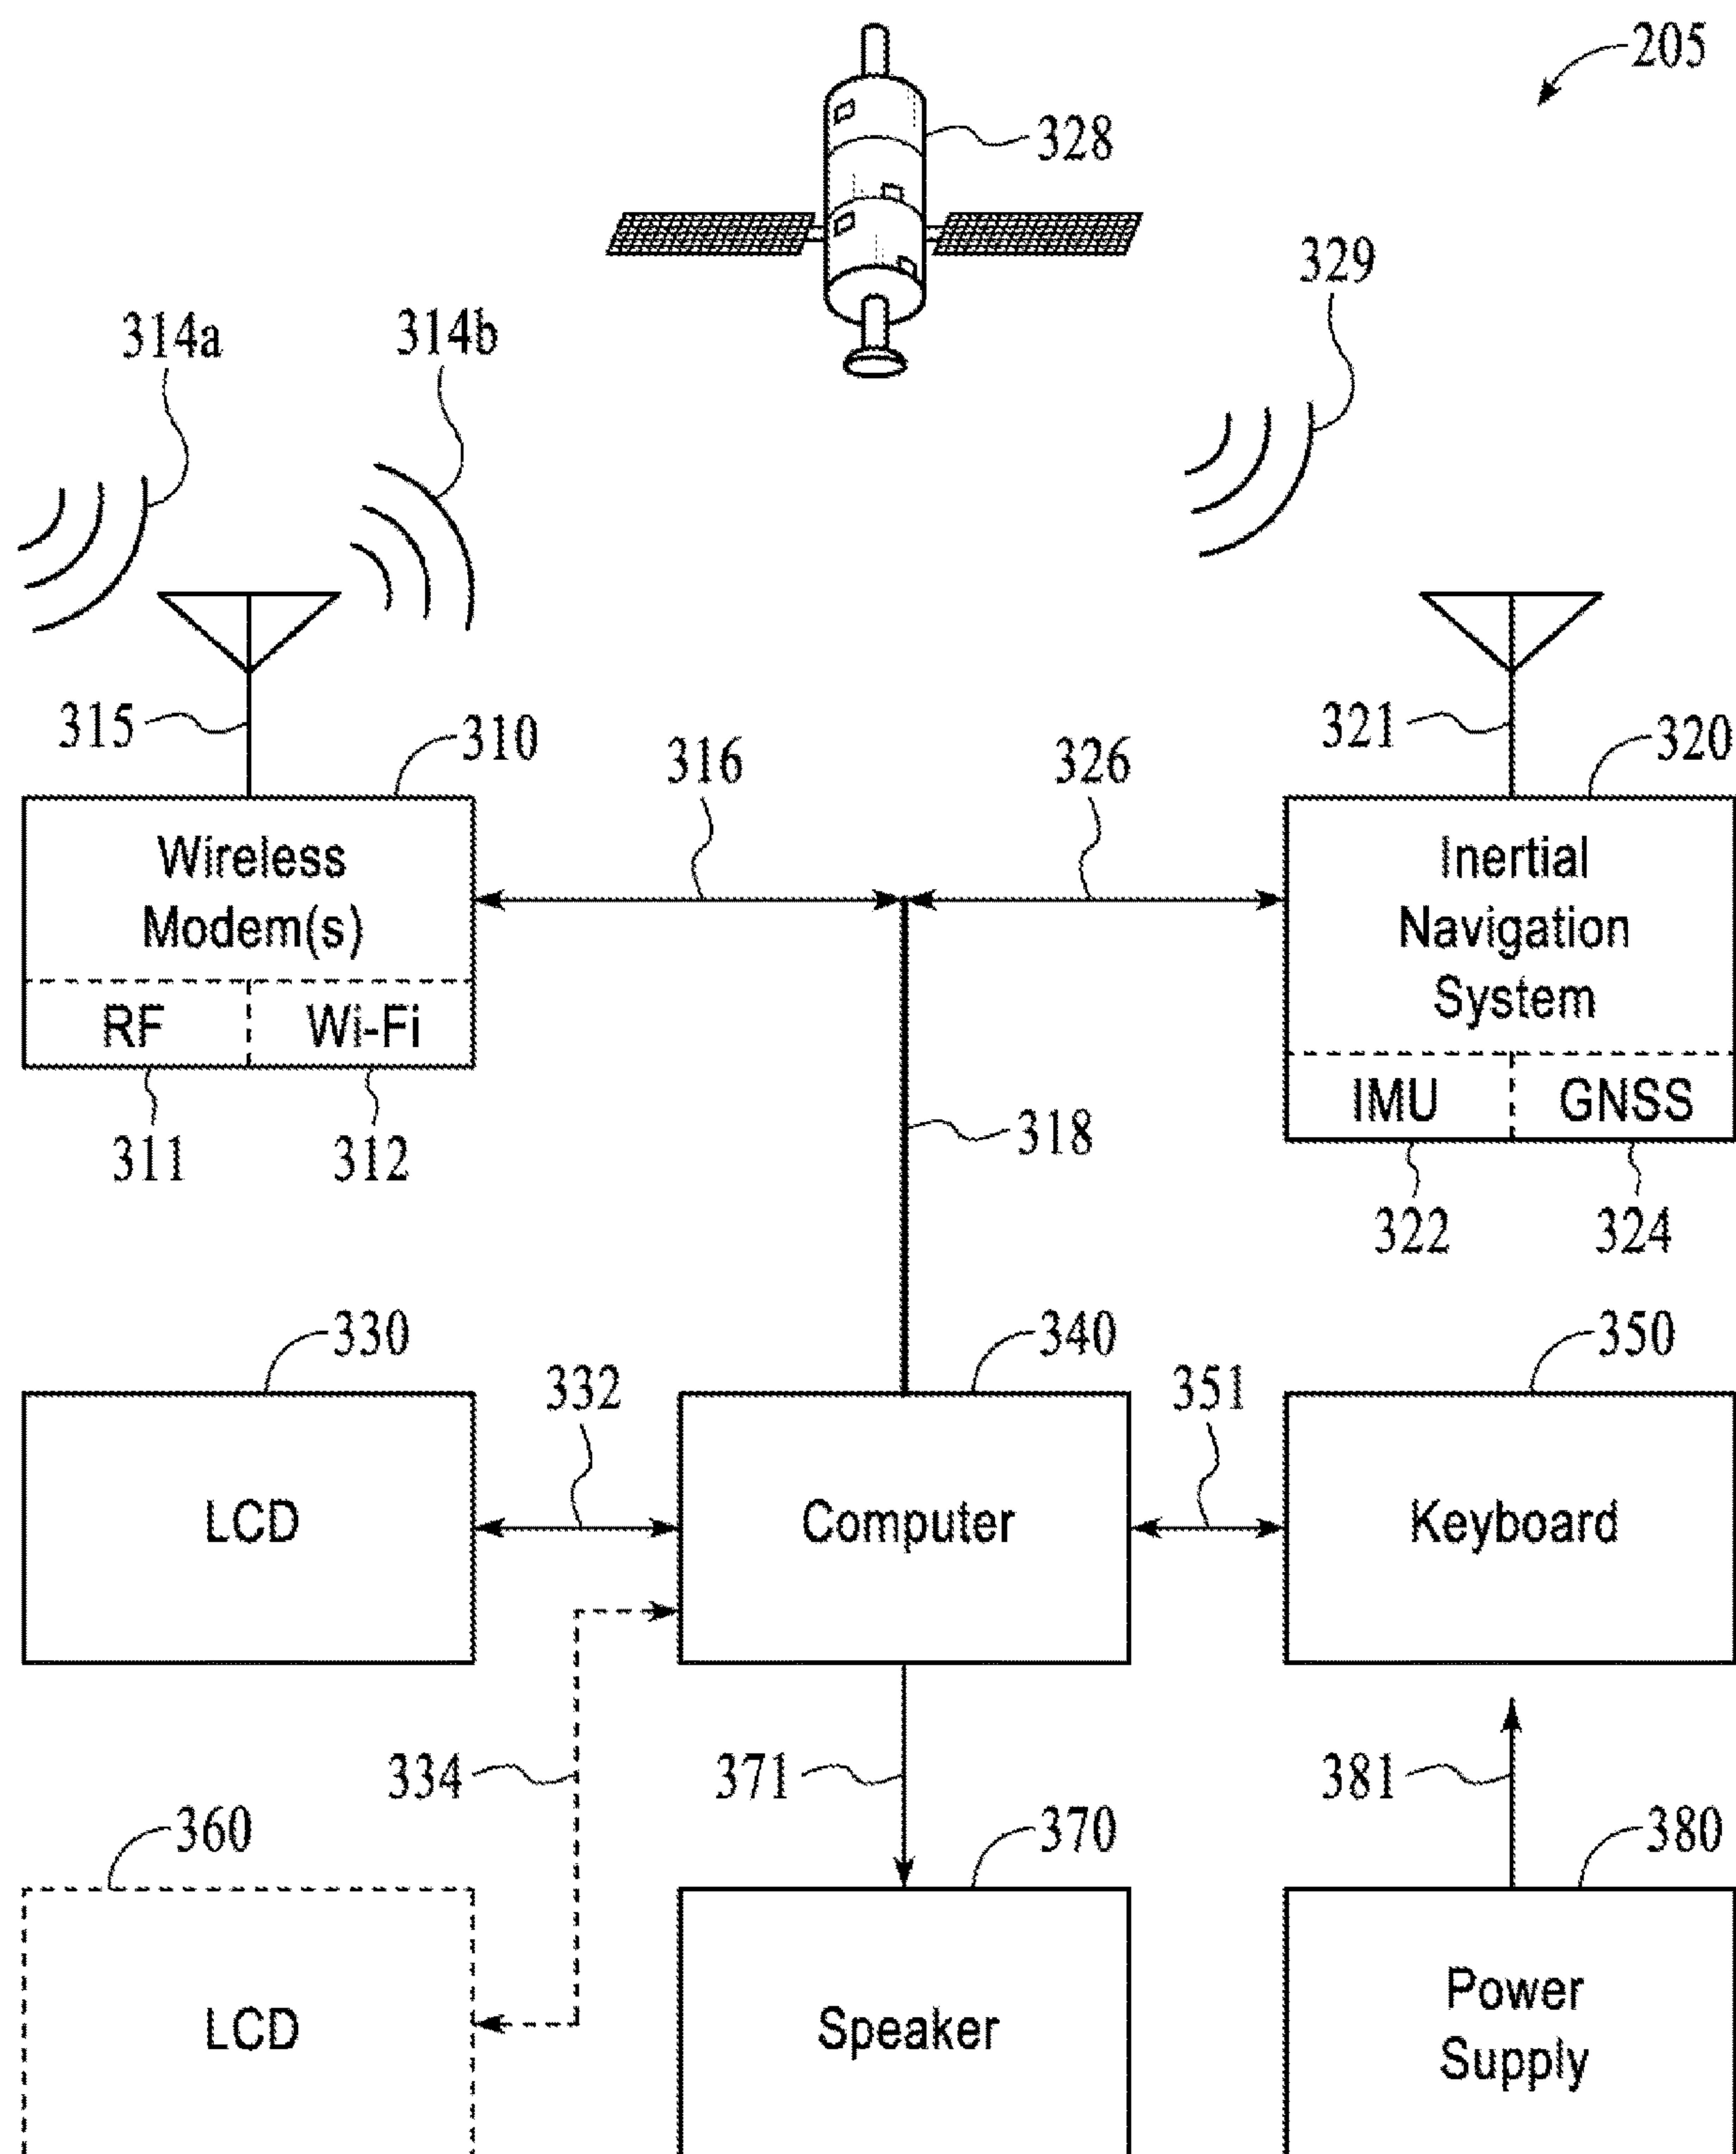 205
328
329
314a
314b
315
310
316
326
321
320
Wireless
Modem(s)
RF
Wi-Fi
311
312
Inertial
Navigation
System
IMU
GNSS
322
324
318
330
332
340
351
350
LCD
Computer
Keyboard
334
371
381
360
370
380
LCD
Speaker
Power
Supply